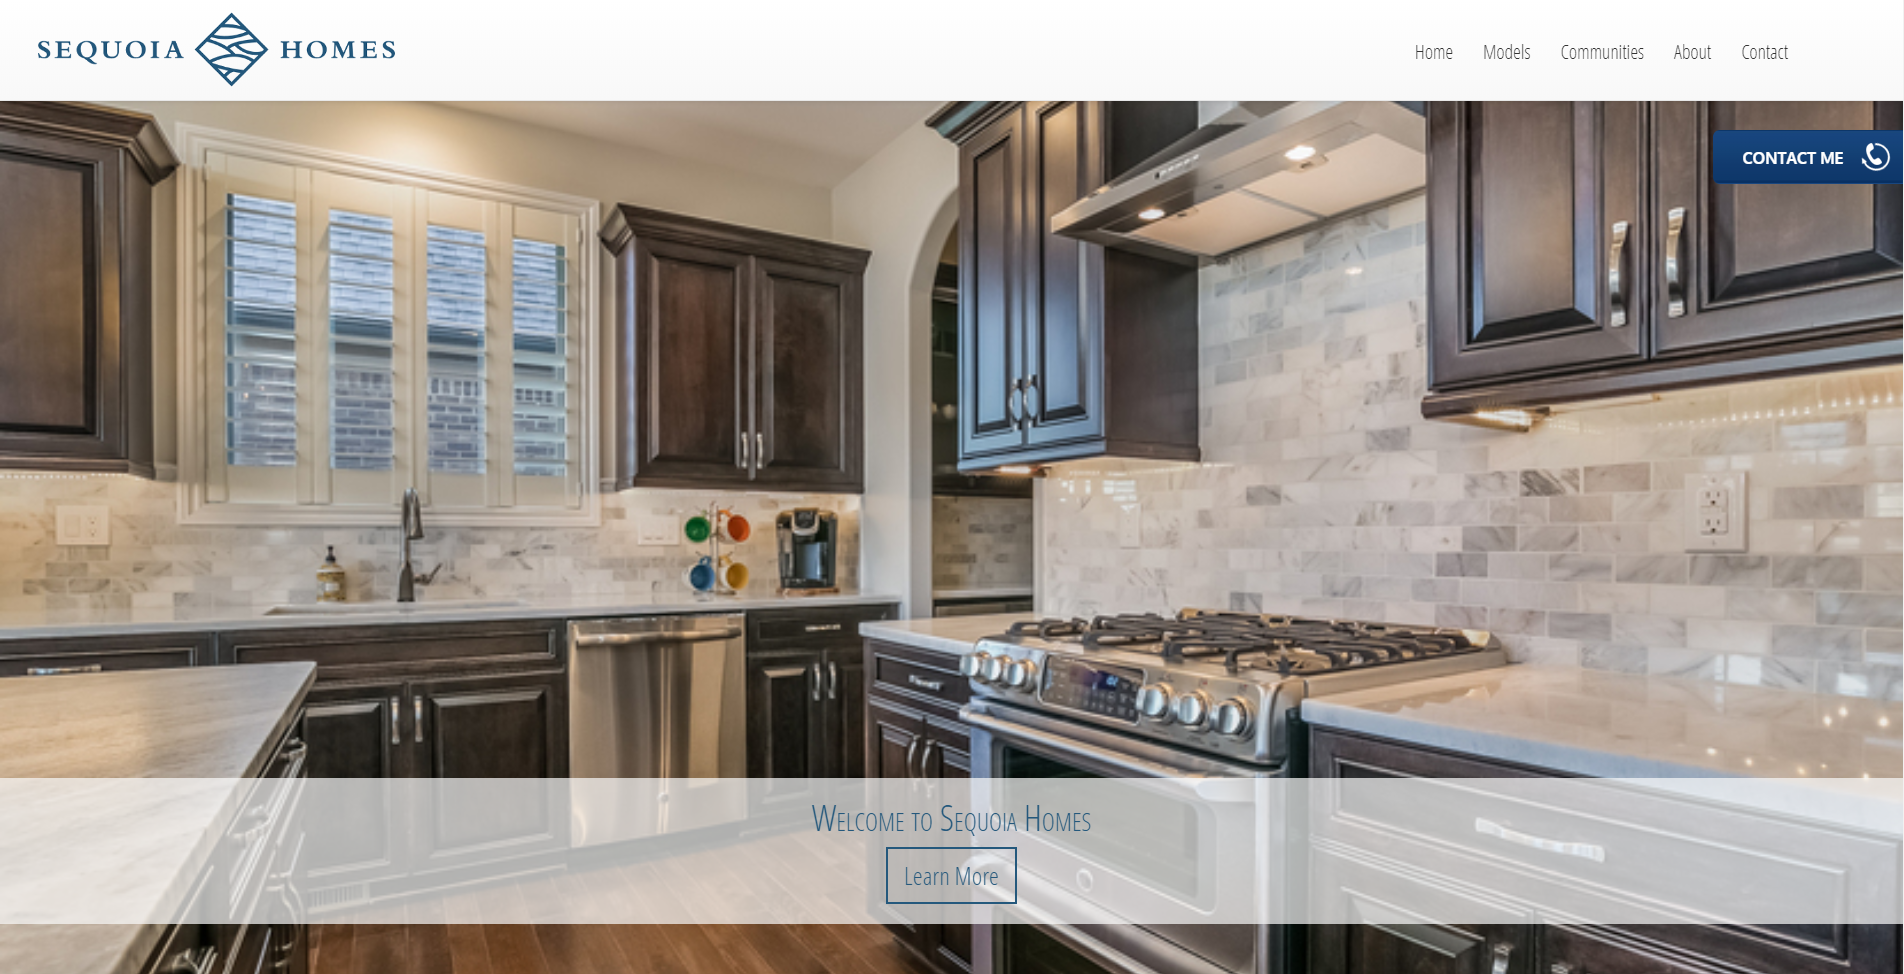 SEQUOIA HOMES
Home Models Communities About Contact
CONTACT ME
Welcome to Sequoia Homes
Learn More